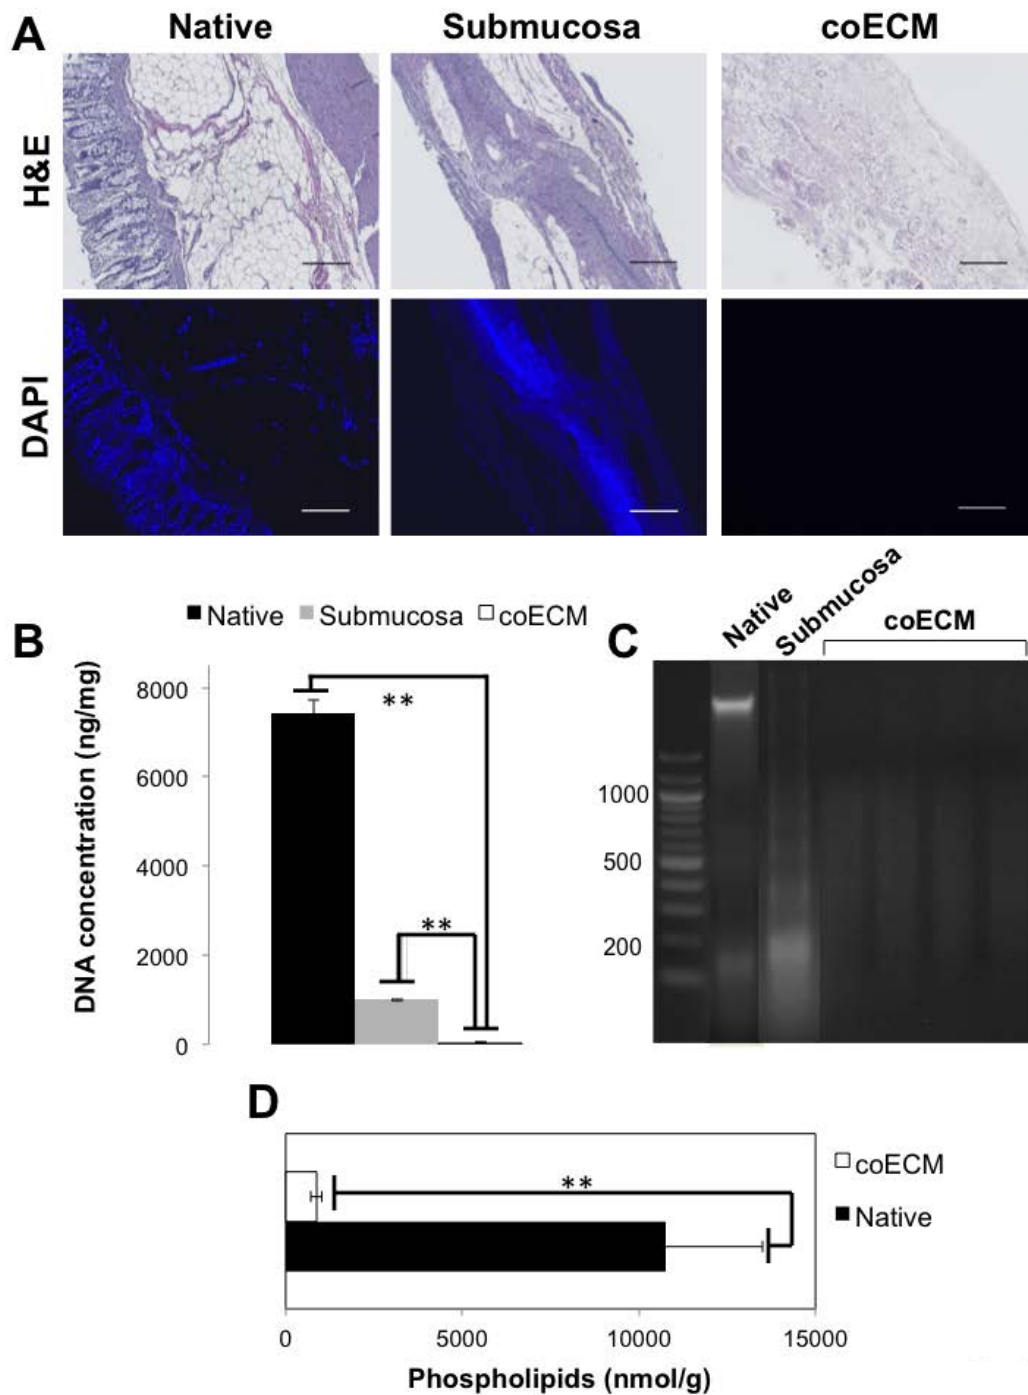 A
Native
Submucosa
coECM
H&E
DAPI
B
■ Native ■ Submucosa □ coECM
DNA concentration (ng/mg)
8000
6000
4000
2000
0
**
**
C
Native
Submucosa
coECM
1000
500
200
D
**
□ coECM
■ Native
0 5000 10000 15000
Phospholipids (nmol/g)